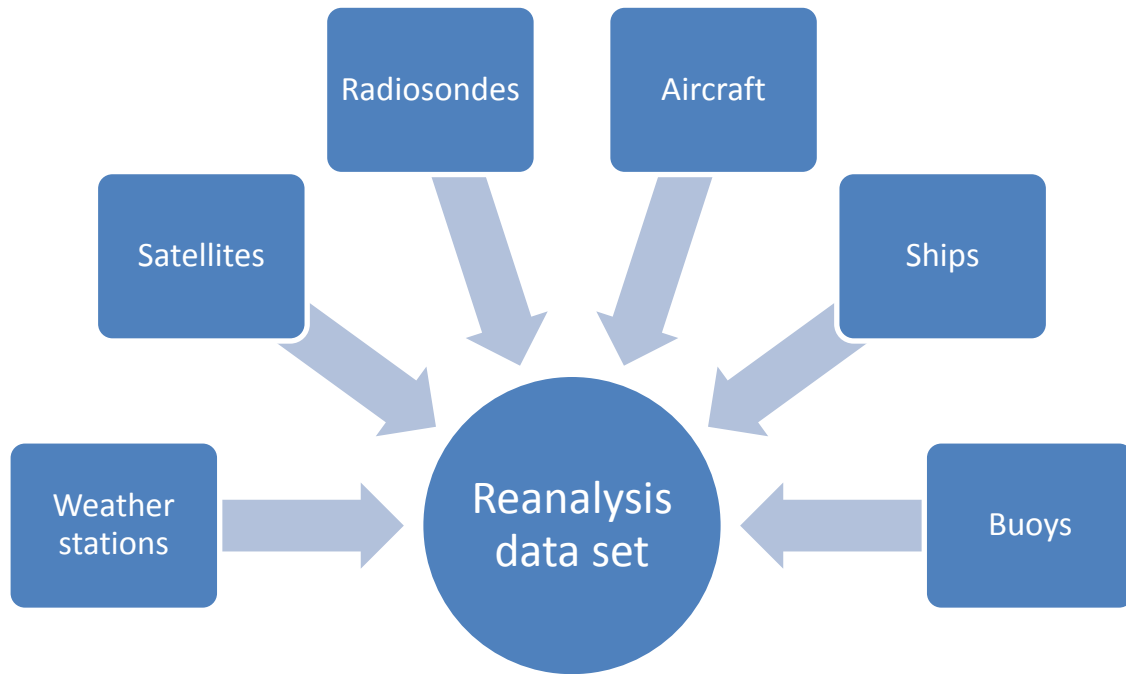 Radiosondes
Aircraft
Satellites
Ships
Weather
stations
Reanalysis
data set
Buoys